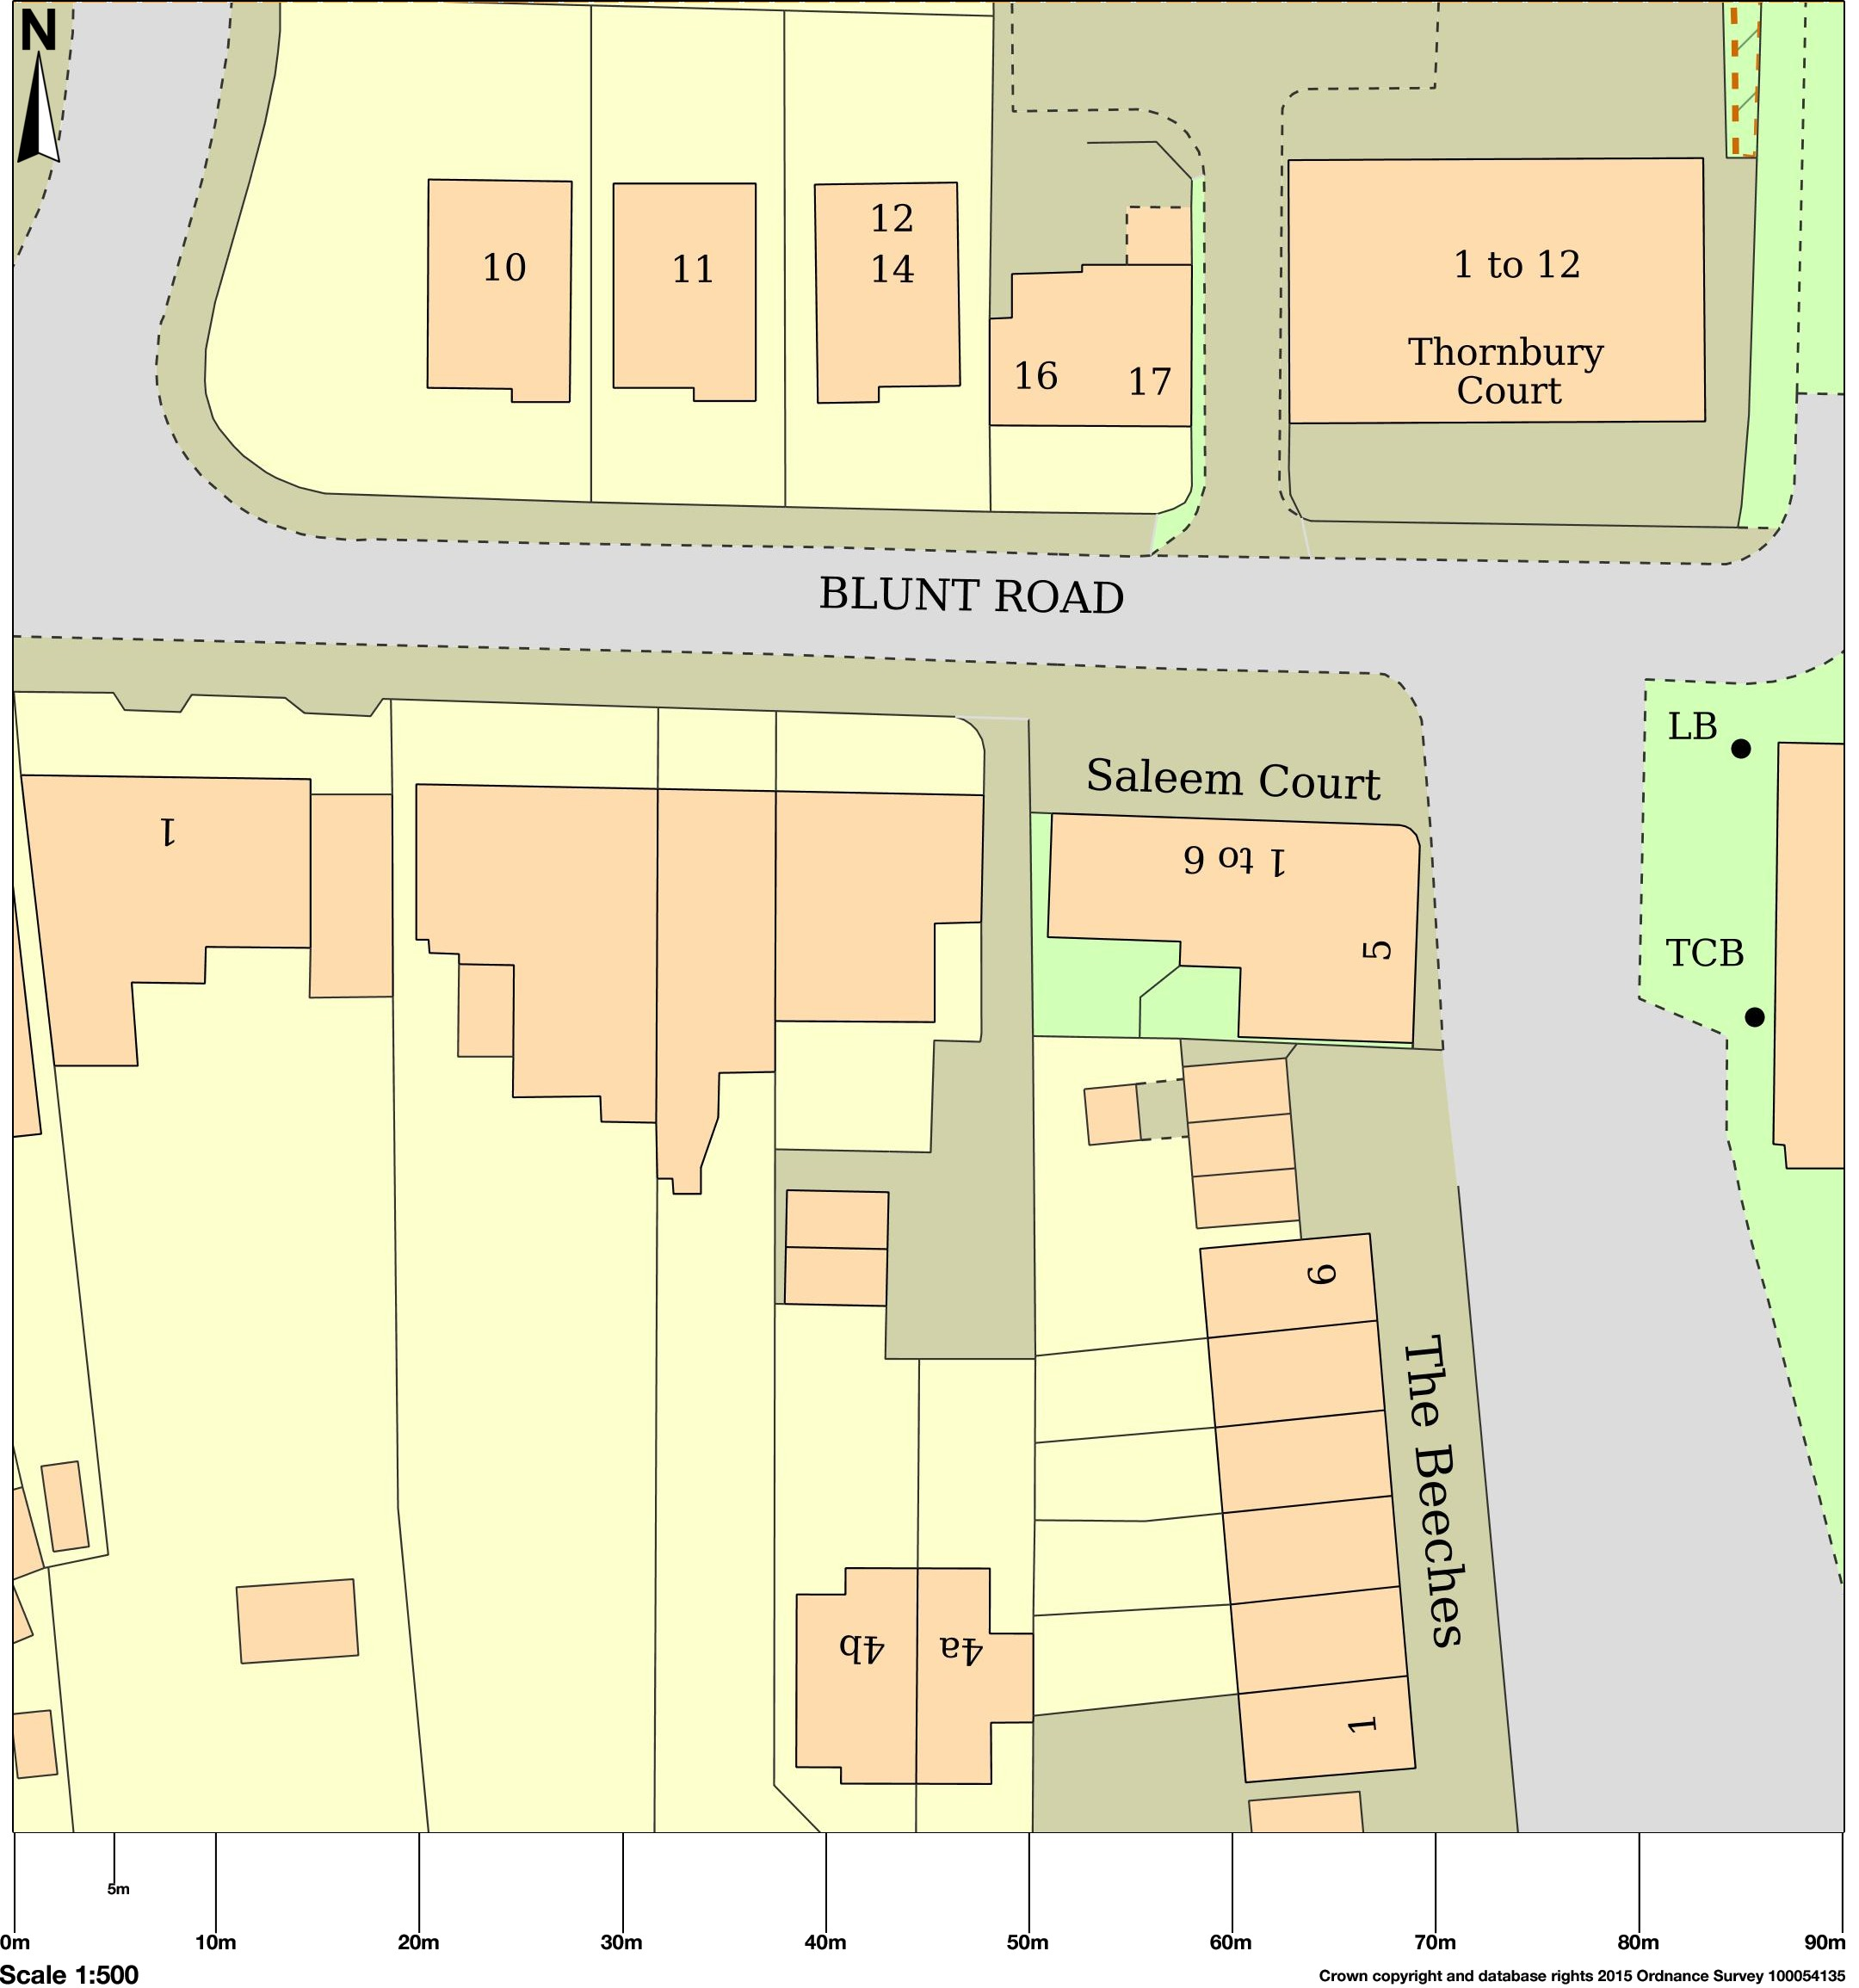 N
10
11
12
14
16
17
1 to 12
Thornbury
Court
BLUNT ROAD
LB
Saleem Court
1
1 to 6
5
TCB
6
The Beeches
4b
4a
1
5m
0m
10m
20m
30m
40m
50m
60m
70m
80m
90m
Scale 1:500
Crown copyright and database rights 2015 Ordnance Survey 100054135